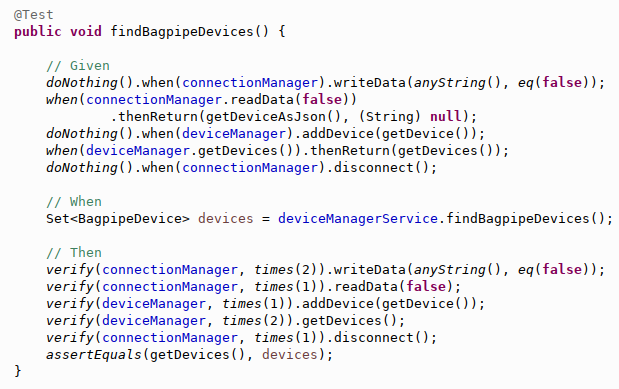 @Test
public void findBagpipeDevices() {
// Given
doNothing().when(connectionManager).writeData(anyString(), eq(false));
when(connectionManager.readData(false))
.thenReturn(getDeviceAsJson(), (String) null);
doNothing().when(deviceManager).addDevice(getDevice());
when(deviceManager.getDevices()).thenReturn(getDevices());
doNothing().when(connectionManager).disconnect();
// When
Set<BagpipeDevice> devices = deviceManagerService.findBagpipeDevices();
// Then
verify(connectionManager, times(2)).writeData(anyString(), eq(false));
verify(connectionManager, times(1)).readData(false);
verify(deviceManager, times(1)).addDevice(getDevice());
verify(deviceManager, times(2)).getDevices();
verify(connectionManager, times(1)).disconnect();
assertEquals(getDevices(), devices);
}